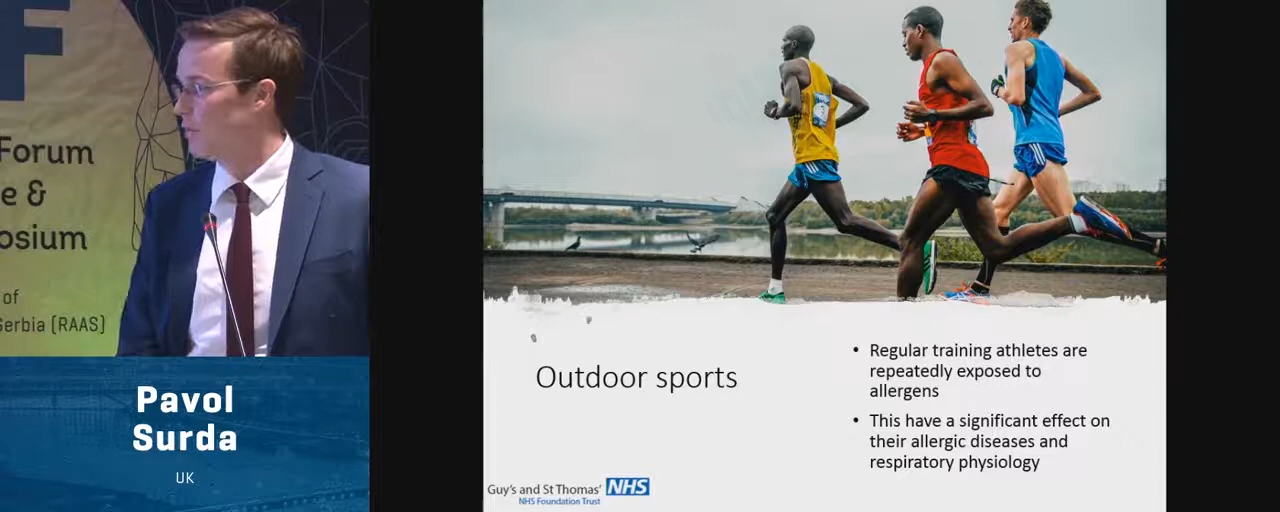 F
Forum
e &
osium
of
Serbia (RAAS)
Pavol
Surda
UK
Outdoor sports
• Regular training athletes are
repeatedly exposed to
allergens
• This have a significant effect on
their allergic diseases and
respiratory physiology
Guy's and St Thomas' NHS
NHS Foundation Trust